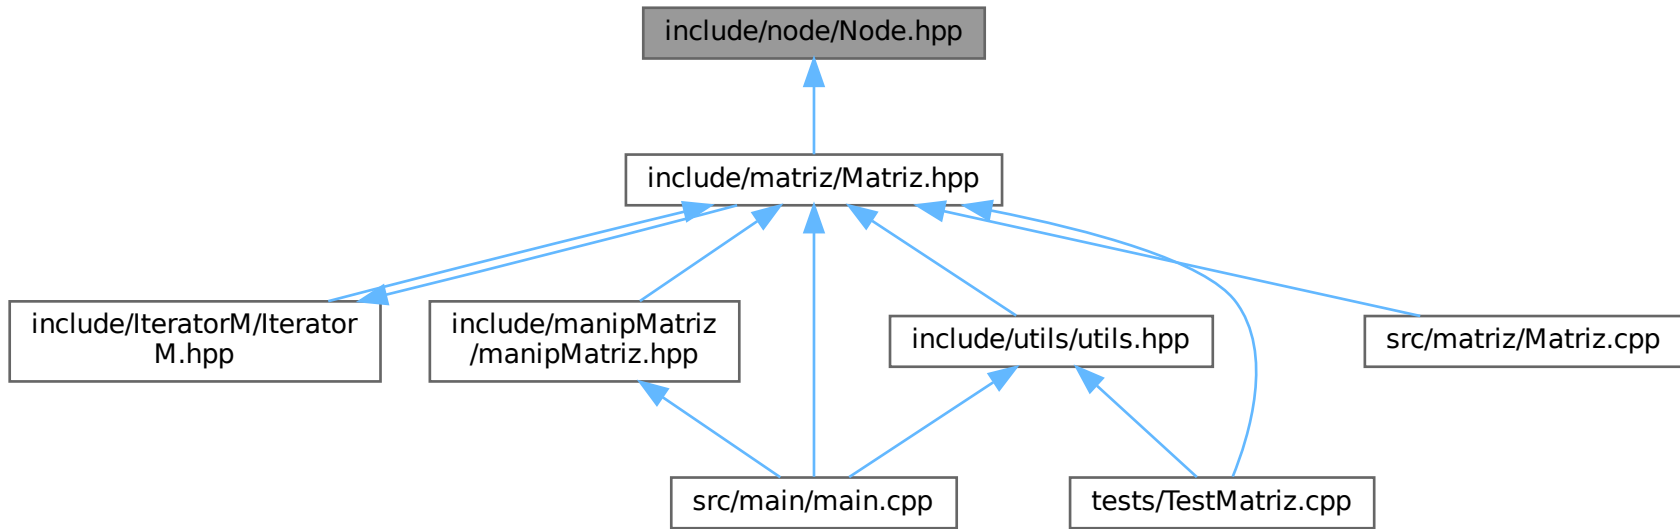 include/node/Node.hpp
include/matriz/Matriz.hpp
include/IteratorM/Iterator
M.hpp
include/manipMatriz
/manipMatriz.hpp
include/utils/utils.hpp
src/matriz/Matriz.cpp
src/main/main.cpp
tests/TestMatriz.cpp